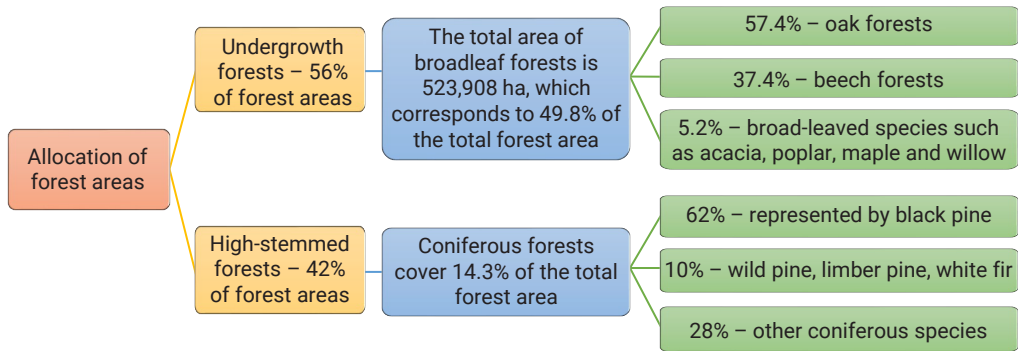 Allocation of
forest areas
Undergrowth
forests – 56%
of forest areas
The total area of
broadleaf forests is
523,908 ha, which
corresponds to 49.8% of
the total forest area
57.4% – oak forests
37.4% – beech forests
5.2% – broad-leaved species such
as acacia, poplar, maple and willow
High-stemmed
forests – 42%
of forest areas
Coniferous forests
cover 14.3% of the total
forest area
62% – represented by black pine
10% – wild pine, limber pine, white fir
28% – other coniferous species